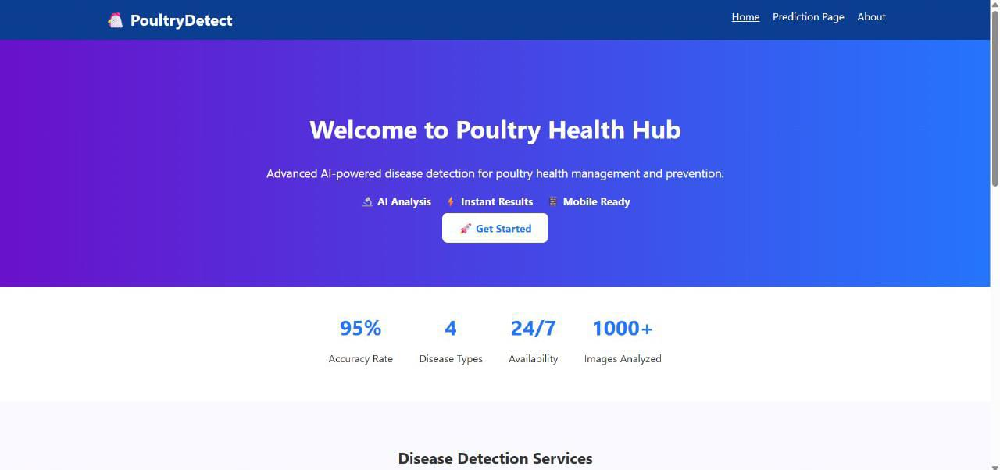 PoultryDetect
Home Prediction Page About
Welcome to Poultry Health Hub
Advanced AI-powered disease detection for poultry health management and prevention.
AI Analysis Instant Results Mobile Ready
Get Started
95% 4 24/7 1000+
Accuracy Rate Disease Types Availability Images Analyzed
Disease Detection Services